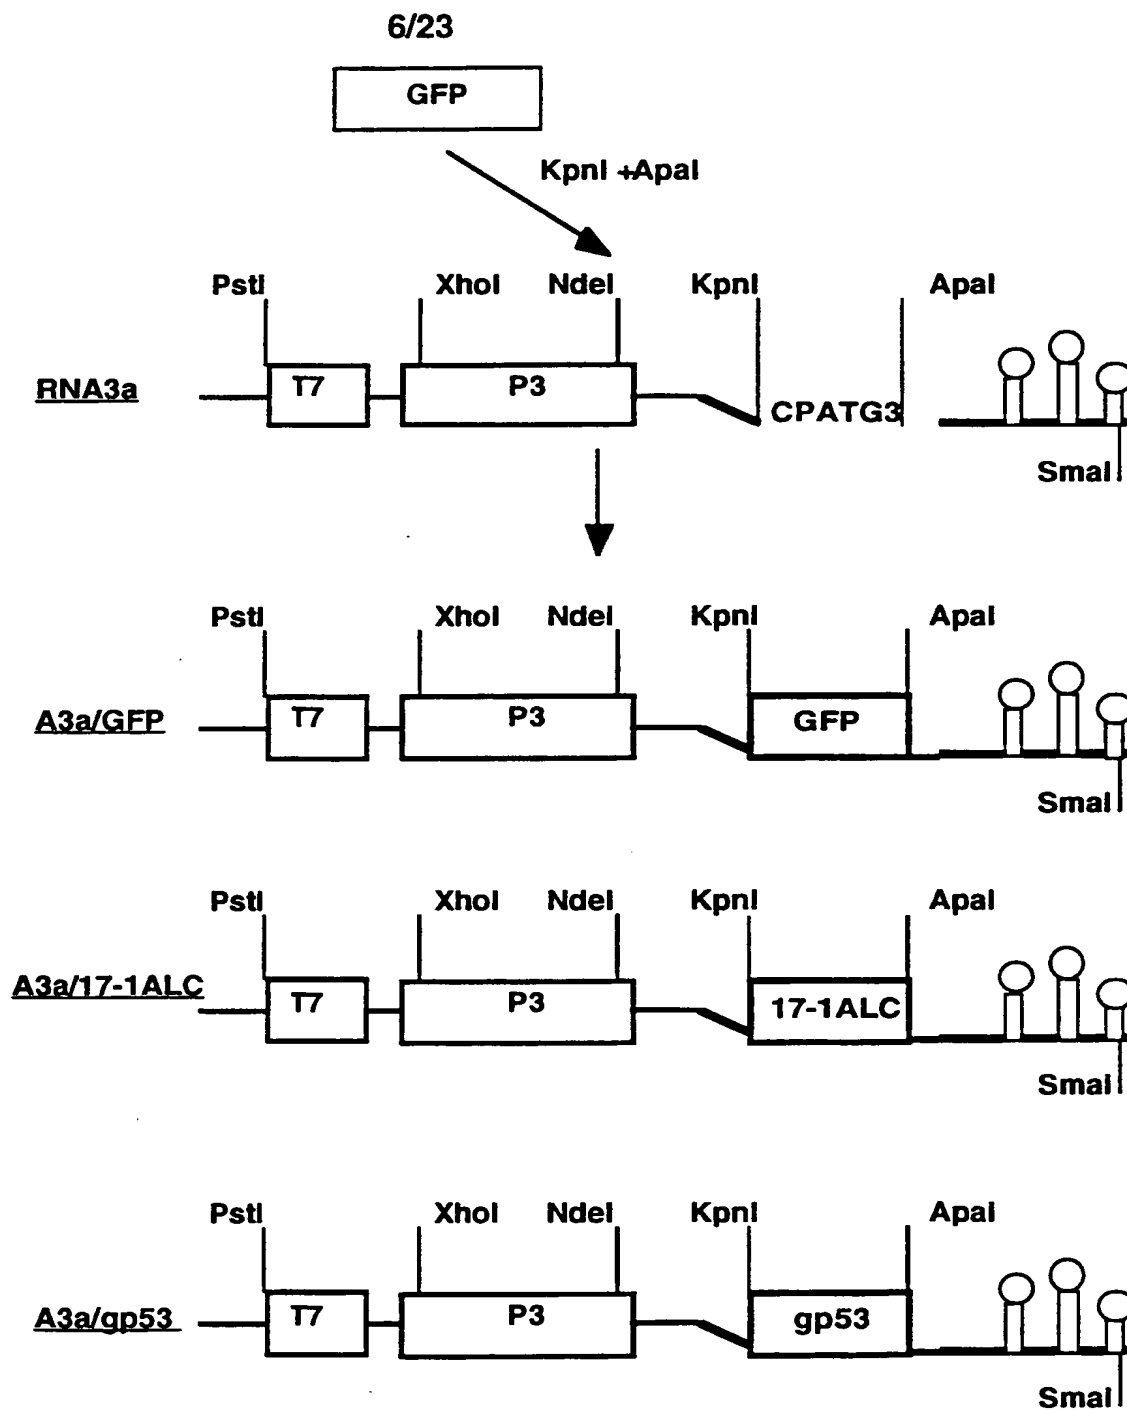 6/23
GFP
KpnI +ApaI
PstI XhoI NdeI KpnI ApaI
RNA3a T7 P3 CPATG3
SmaI
PstI XhoI NdeI KpnI ApaI
A3a/GFP T7 P3 GFP
SmaI
PstI XhoI NdeI KpnI ApaI
A3a/17-1ALC T7 P3 17-1ALC
SmaI
PstI XhoI NdeI KpnI ApaI
A3a/gp53 T7 P3 gp53
SmaI